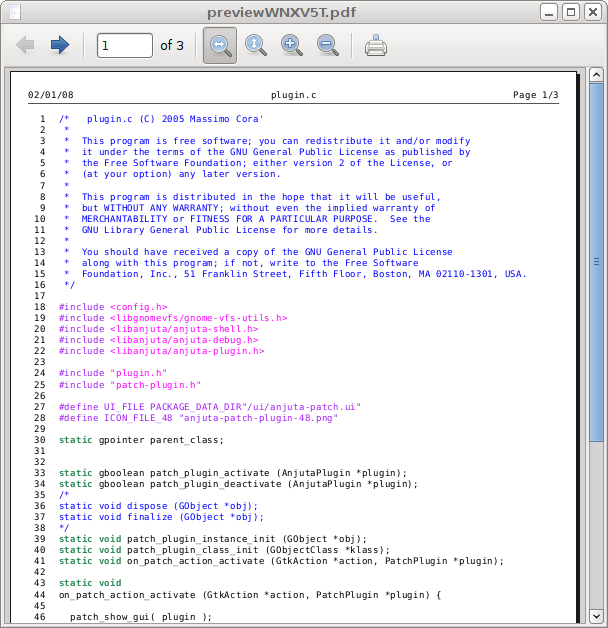 previewWNXV5T.pdf
1 of 3
02/01/08 plugin.c Page 1/3
1 /* plugin.c (C) 2005 Massimo Cora'
2 *
3 * This program is free software; you can redistribute it and/or modify
4 * it under the terms of the GNU General Public License as published by
5 * the Free Software Foundation; either version 2 of the License, or
6 * (at your option) any later version.
7 *
8 * This program is distributed in the hope that it will be useful,
9 * but WITHOUT ANY WARRANTY; without even the implied warranty of
10 * MERCHANTABILITY or FITNESS FOR A PARTICULAR PURPOSE. See the
11 * GNU Library General Public License for more details.
12 *
13 * You should have received a copy of the GNU General Public License
14 * along with this program; if not, write to the Free Software
15 * Foundation, Inc., 51 Franklin Street, Fifth Floor, Boston, MA 02110-1301, USA.
16 */
17
18 #include <config.h>
19 #include <libgnomevfs/gnome-vfs-utils.h>
20 #include <libanjuta/anjuta-shell.h>
21 #include <libanjuta/anjuta-debug.h>
22 #include <libanjuta/anjuta-plugin.h>
23
24 #include "plugin.h"
25 #include "patch-plugin.h"
26
27 #define UI_FILE PACKAGE_DATA_DIR"/ui/anjuta-patch.ui"
28 #define ICON_FILE_48 "anjuta-patch-plugin-48.png"
29
30 static gpointer parent_class;
31
32
33 static gboolean patch_plugin_activate (AnjutaPlugin *plugin);
34 static gboolean patch_plugin_deactivate (AnjutaPlugin *plugin);
35 /*
36 static void dispose (GObject *obj);
37 static void finalize (GObject *obj);
38 */
39 static void patch_plugin_instance_init (GObject *obj);
40 static void patch_plugin_class_init (GObjectClass *klass);
41 static void on_patch_action_activate (GtkAction *action, PatchPlugin *plugin);
42
43 static void
44 on_patch_action_activate (GtkAction *action, PatchPlugin *plugin) {
45
46 patch_show_gui( plugin );